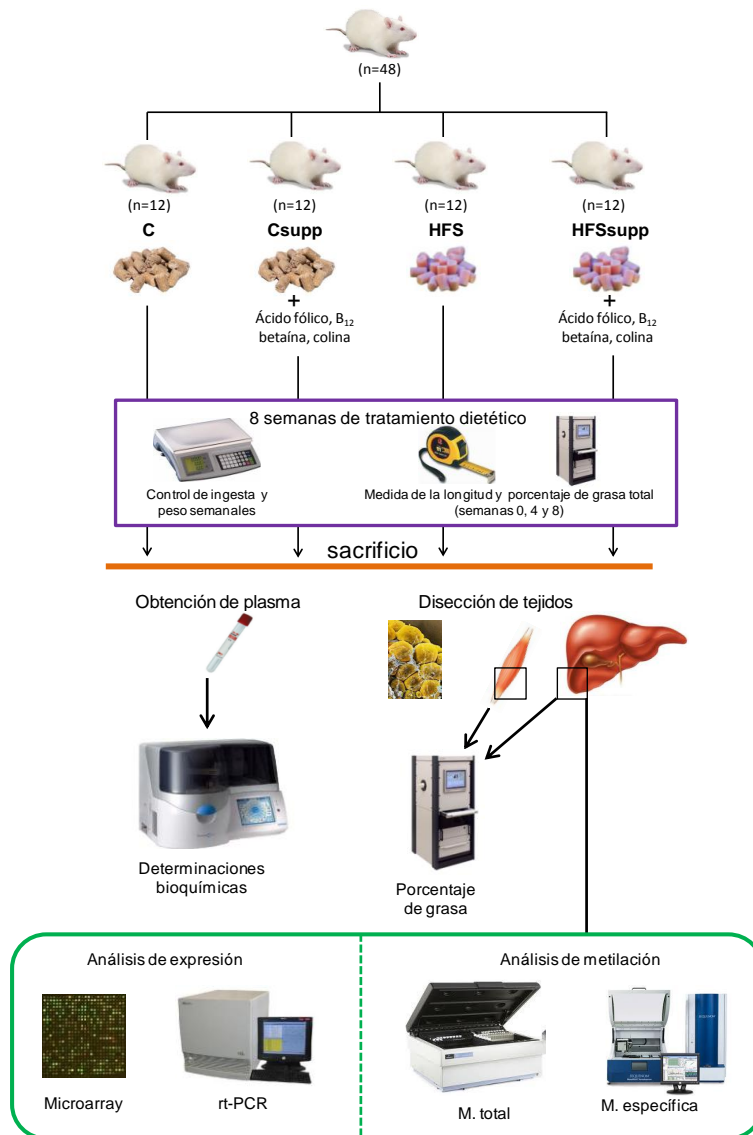 (n=48)
(n=12)
(n=12)
(n=12)
(n=12)
C
Csupp
HFS
HFSsupp
+
Ácido fólico, B12
betaína, colina
+
Ácido fólico, B12
betaína, colina
8 semanas de tratamiento dietético
Control de ingesta y
peso semanales
Medida de la longitud y porcentaje de grasa total
(semanas 0, 4 y 8)
sacrificio
Obtención de plasma
Disección de tejidos
Determinaciones
bioquímicas
Porcentaje
de grasa
Análisis de expresión
Análisis de metilación
Microarray
rt-PCR
M. total
M. específica